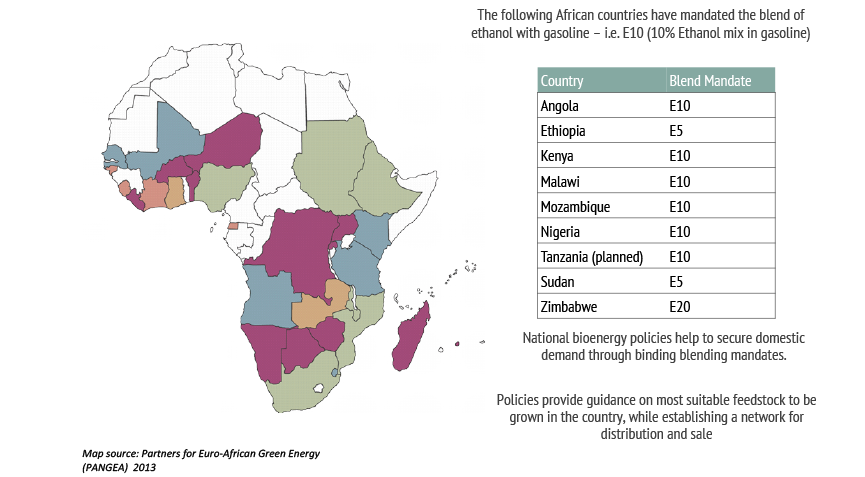 The following African countries have mandated the blend of
ethanol with gasoline – i.e. E10 (10% Ethanol mix in gasoline)
Country Blend Mandate
Angola E10
Ethiopia E5
Kenya E10
Malawi E10
Mozambique E10
Nigeria E10
Tanzania (planned) E10
Sudan E5
Zimbabwe E20
National bioenergy policies help to secure domestic
demand through binding blending mandates.
Policies provide guidance on most suitable feedstock to be
grown in the country, while establishing a network for
distribution and sale
Map source: Partners for Euro-African Green Energy
(PANGEA) 2013